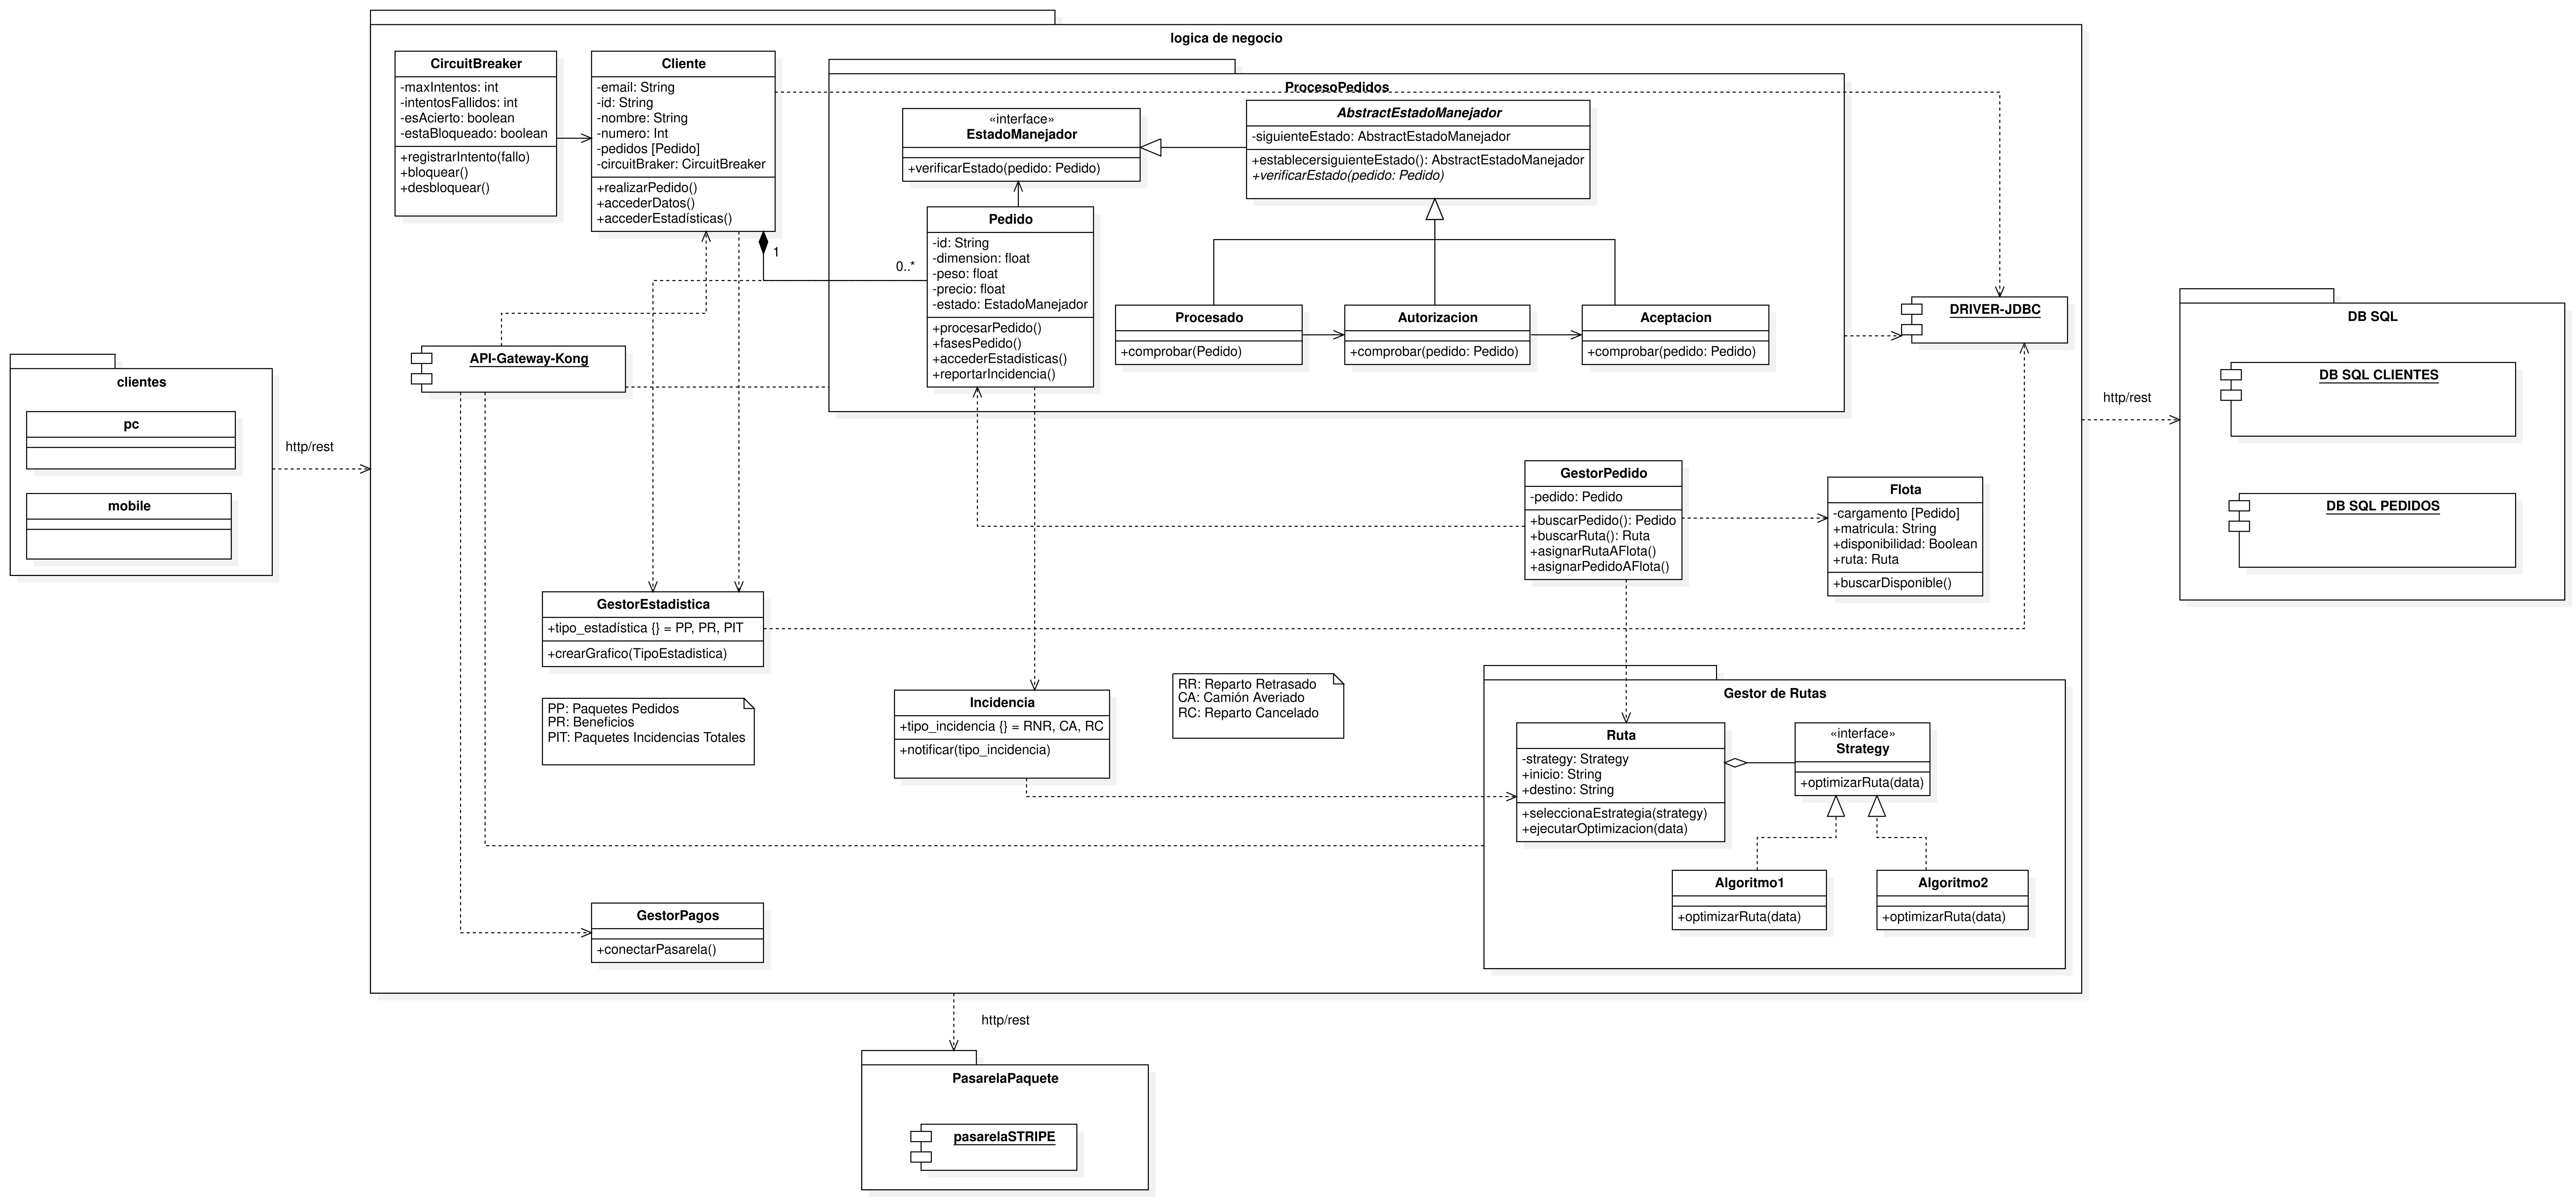 logica de negocio
CircuitBreaker
-maxIntentos: int
-intentosFallidos: int
-esAcierto: boolean
-estaBloqueado: boolean
+registrarIntento(fallo)
+bloquear()
+desbloquear()
Cliente
-email: String
-id: String
-nombre: String
-numero: Int
-pedidos [Pedido]
-circuitBraker: CircuitBreaker
+realizarPedido()
+accederDatos()
+accederEstadísticas()
1
0..*
ProcesoPedidos
«interface»
EstadoManejador
+verificarEstado(pedido: Pedido)
AbstractEstadoManejador
-siguienteEstado: AbstractEstadoManejador
+establecersiguienteEstado(): AbstractEstadoManejador
+verificarEstado(pedido: Pedido)
Pedido
-id: String
-dimension: float
-peso: float
-precio: float
-estado: EstadoManejador
+procesarPedido()
+fasesPedido()
+accederEstadisticas()
+reportarIncidencia()
Procesado
+comprobar(Pedido)
Autorizacion
+comprobar(pedido: Pedido)
Aceptacion
+comprobar(pedido: Pedido)
DRIVER-JDBC
DB SQL
DB SQL CLIENTES
DB SQL PEDIDOS
http/rest
API-Gateway-Kong
clientes
pc
mobile
http/rest
GestorPedido
-pedido: Pedido
+buscarPedido(): Pedido
+buscarRuta(): Ruta
+asignarRutaAFlota()
+asignarPedidoAFlota()
Flota
-cargamento [Pedido]
+matricula: String
+disponibilidad: Boolean
+ruta: Ruta
+buscarDisponible()
GestorEstadistica
+tipo_estadística {} = PP, PR, PIT
+crearGrafico(TipoEstadistica)
PP: Paquetes Pedidos
PR: Beneficios
PIT: Paquetes Incidencias Totales
Incidencia
+tipo_incidencia {} = RNR, CA, RC
+notificar(tipo_incidencia)
RR: Reparto Retrasado
CA: Camión Averiado
RC: Reparto Cancelado
Gestor de Rutas
Ruta
-strategy: Strategy
+inicio: String
+destino: String
+seleccionaEstrategia(strategy)
+ejecutarOptimizacion(data)
«interface»
Strategy
+optimizarRuta(data)
Algoritmo1
+optimizarRuta(data)
Algoritmo2
+optimizarRuta(data)
GestorPagos
+conectarPasarela()
http/rest
PasarelaPaquete
pasarelaSTRIPE